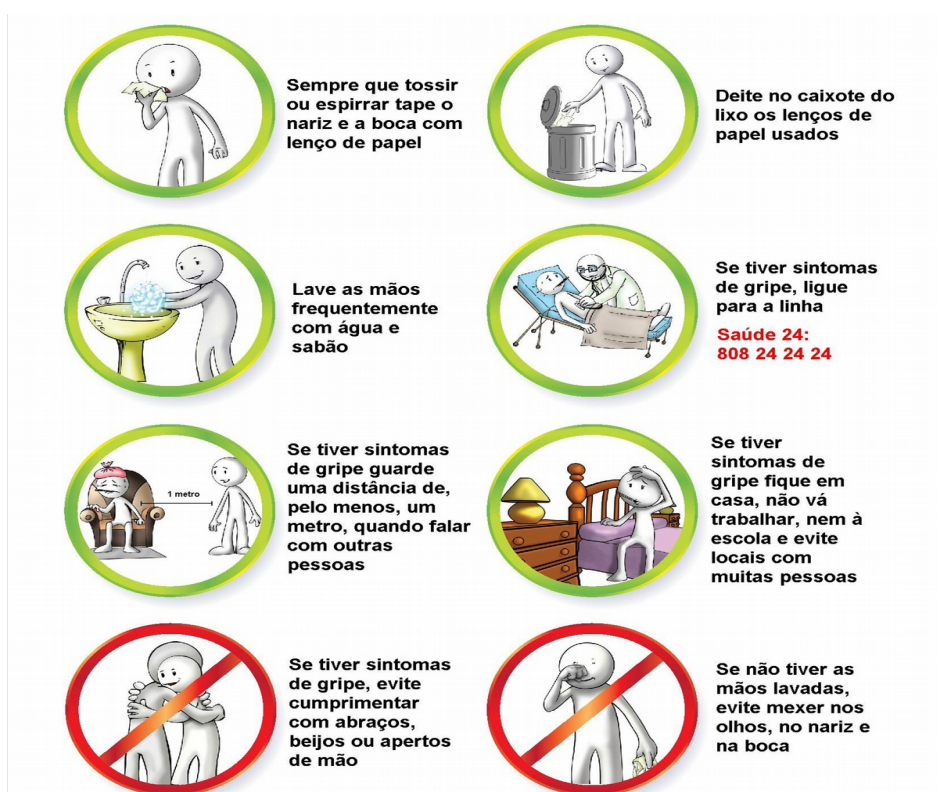 Sempre que tossir
ou espirrar tape o
nariz e a boca com
lenço de papel
Deite no caixote do
lixo os lenços de
papel usados
Lave as mãos
frequentemente
com água e
sabão
Se tiver sintomas
de gripe, ligue
para a linha
Saúde 24:
808 24 24 24
1 metro
Se tiver sintomas
de gripe guarde
uma distância de,
pelo menos, um
metro, quando falar
com outras
pessoas
Se tiver
sintomas de
gripe fique em
casa, não vá
trabalhar, nem à
escola e evite
locais com
muitas pessoas
Se tiver sintomas
de gripe, evite
cumprimentar
com abraços,
beijos ou apertos
de mão
Se não tiver as
mãos lavadas,
evite mexer nos
olhos, no nariz e
na boca